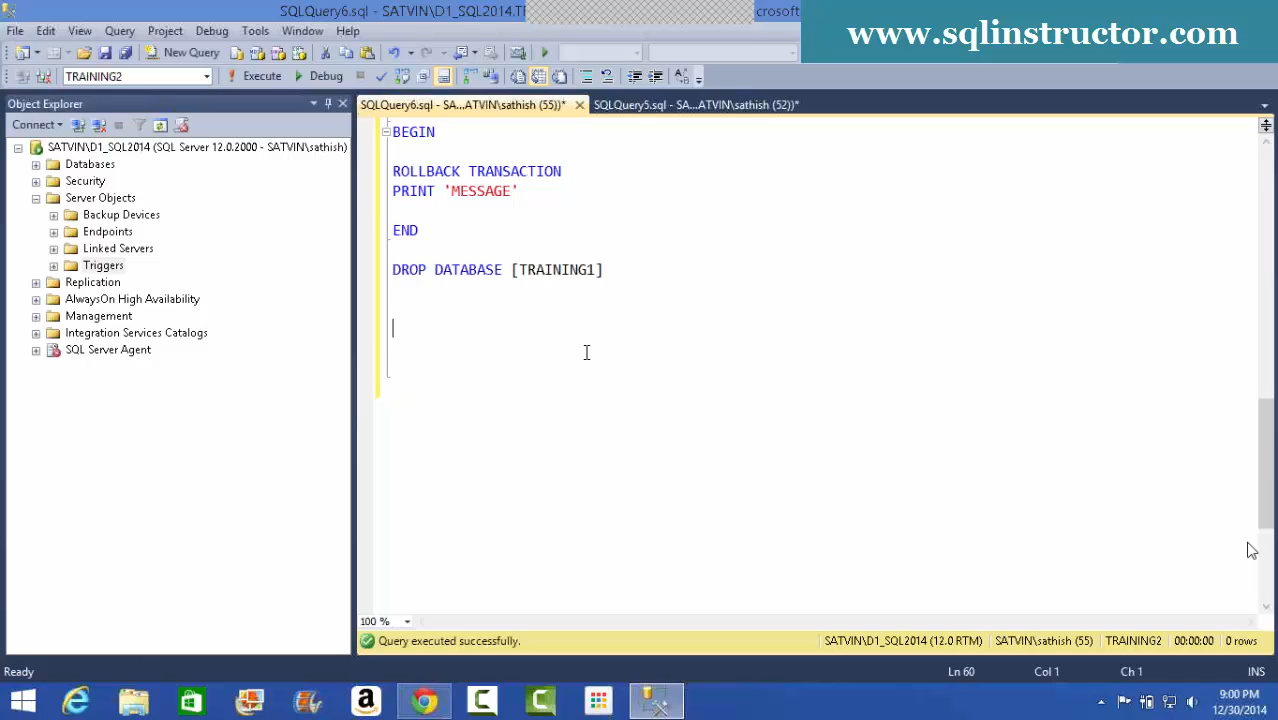 SQLQuery6.sql - SATVIN\D1_SQL2014.T
crosoft
www.sqlinstructor.com
File Edit View Query Project Debug Tools Window Help
New Query
TRAINING2 Execute Debug
Object Explorer
SQLQuery6.sql - SA...ATVIN\sathish (55))* SQLQuery5.sql - SA...ATVIN\sathish (52))*
Connect
SATVIN\D1_SQL2014 (SQL Server 12.0.2000 - SATVIN\sathish)
Databases
Security
Server Objects
Backup Devices
Endpoints
Linked Servers
Triggers
Replication
AlwaysOn High Availability
Management
Integration Services Catalogs
SQL Server Agent
BEGIN
ROLLBACK TRANSACTION
PRINT 'MESSAGE'
END
DROP DATABASE [TRAINING1]
100 %
Query executed successfully. SATVIN\D1_SQL2014 (12.0 RTM) SATVIN\sathish (55) TRAINING2 00:00:00 0 rows
Ready Ln 60 Col 1 Ch 1 INS
9:00 PM
12/30/2014